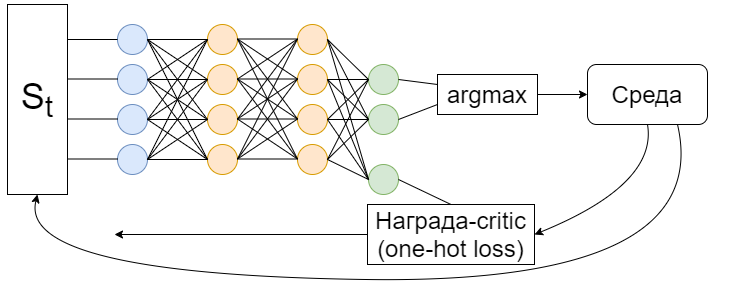 St
argmax
Среда
Награда-critic
(one-hot loss)